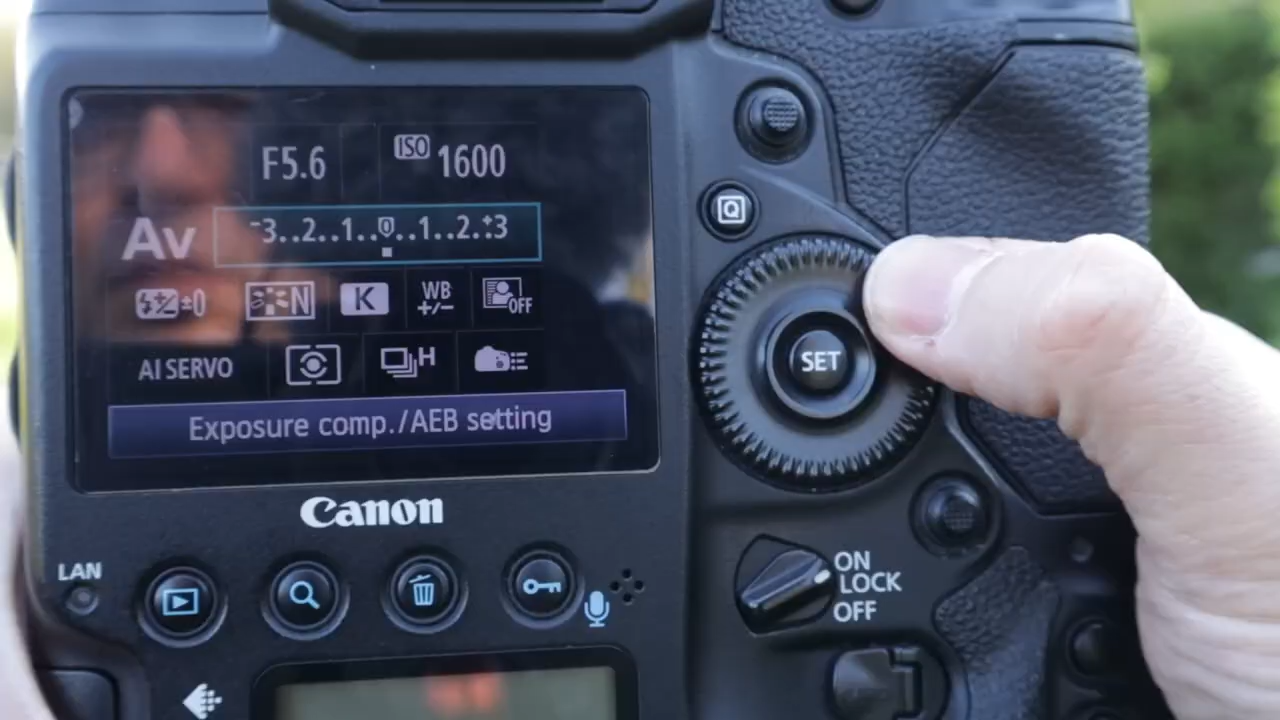 F5.6 ISO 1600
Av -3..2..1..0..1..2.+3
±0 N K WB +/- OFF
AI SERVO H
Exposure comp./AEB setting
Canon
LAN
Q
SET
ON
LOCK
OFF